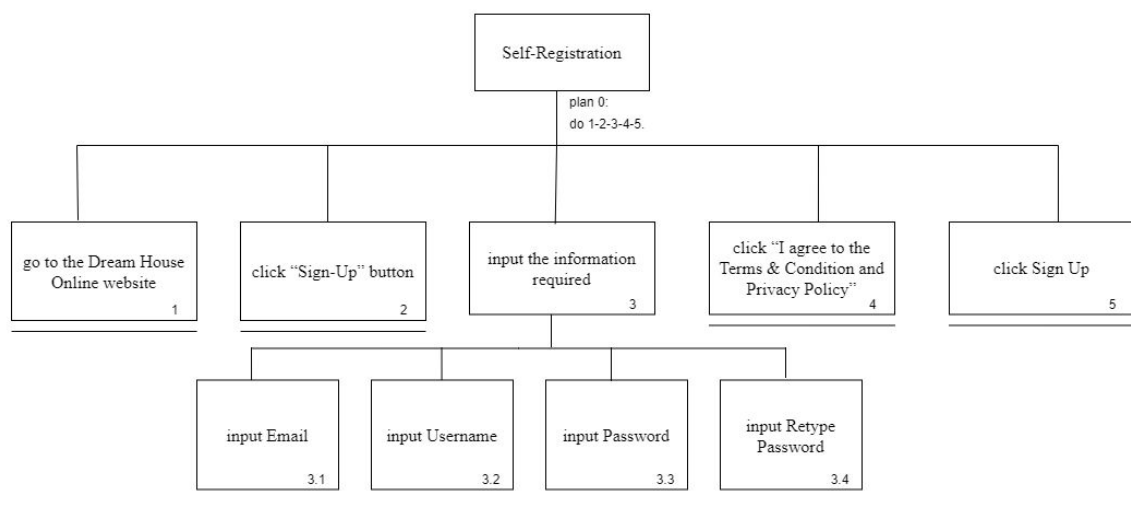 Self-Registration
plan 0:
do 1-2-3-4-5.
go to the Dream House
Online website
1
click “Sign-Up” button
2
input the information
required
3
click “I agree to the
Terms & Condition and
Privacy Policy”
4
click Sign Up
5
input Email
3.1
input Username
3.2
input Password
3.3
input Retype
Password
3.4